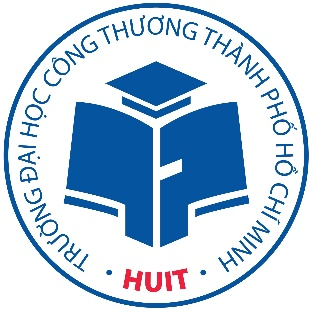 TRƯỜNG ĐẠI HỌC CÔNG THƯƠNG THÀNH PHỐ HỒ CHÍ MINH
HUIT